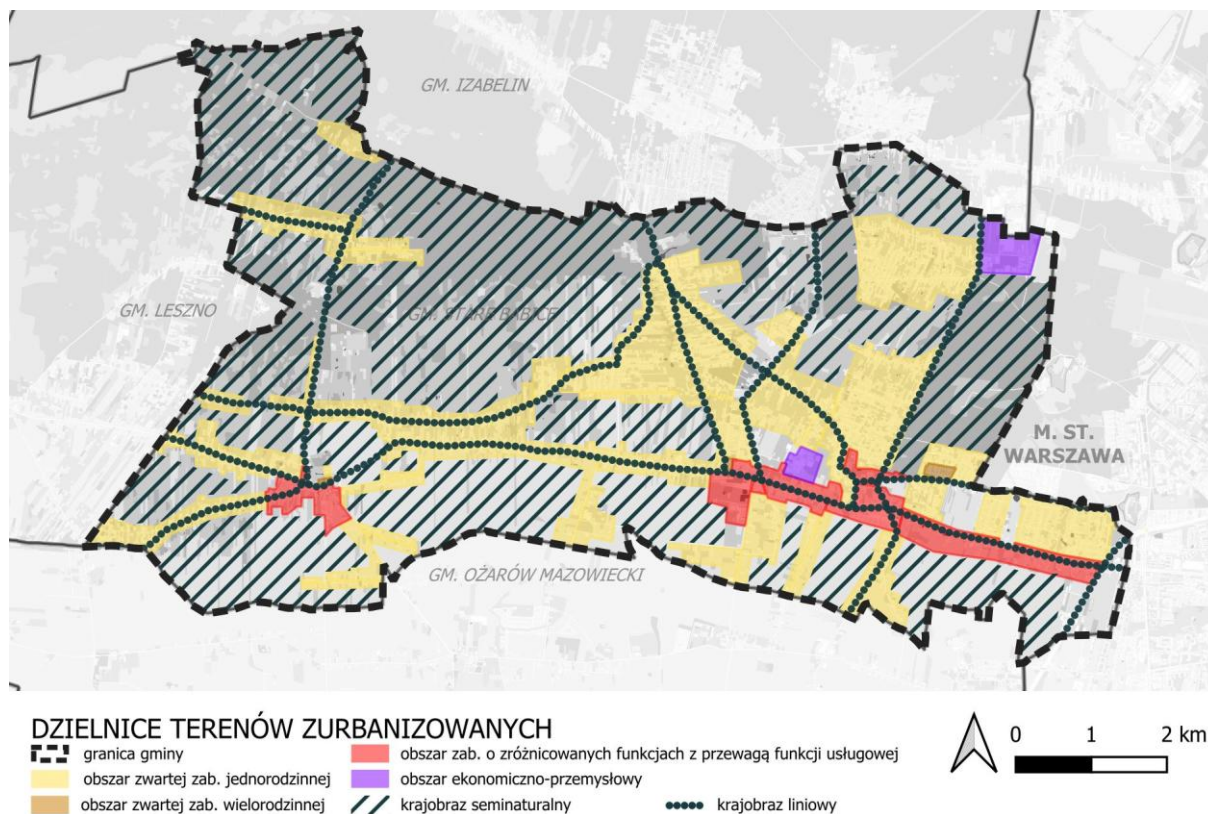 GM. IZABELIN
GM. LESZNO
GM. STARE BABICE
M. ST.
WARSZAWA
GM. OŻARÓW MAZOWIECKI
DZIELNICE TERENÓW ZURBANIZOWANYCH
granica gminy
obszar zab. o zróżnicowanych funkcjach z przewagą funkcji usługowej
obszar zwartej zab. jednorodzinnej
obszar ekonomiczno-przemysłowy
obszar zwartej zab. wielorodzinnej
krajobraz seminaturalny
krajobraz liniowy
0 1 2 km